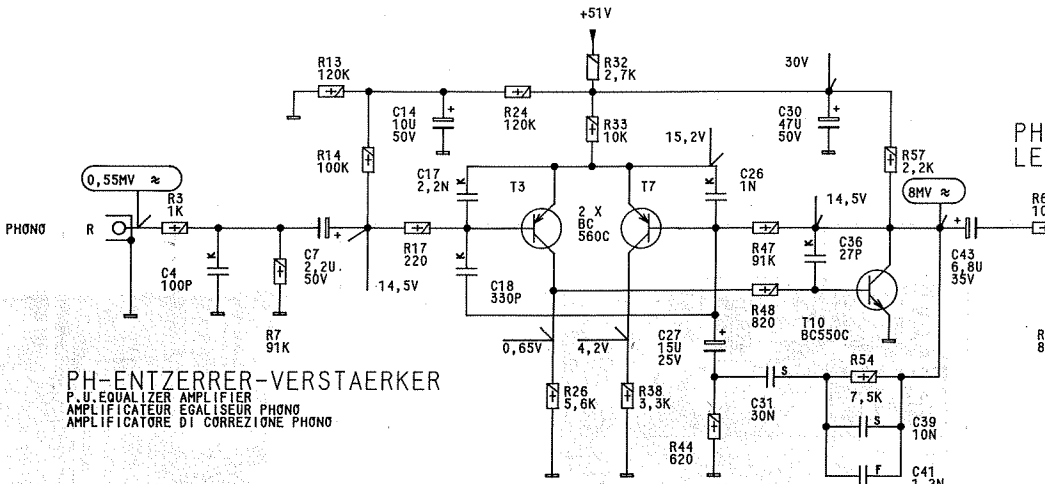 +51V
R32
2,7K
30V
R13
120K
C14
10U
50V
R24
120K
R33
10K
15,2V
C30
47U
50V
PH
LE
R57
2,2K
R14
100K
0,55MV ≈
R3
1K
C17
2,2N
K
T3
T7
K
C26
1N
8MV ≈
14,5V
PHONO
R
2 X
BC
560C
R6
10
K
C4
100P
C7
2,2U
50V
14,5V
R17
220
K
C18
330P
R47
91K
K
C36
27P
C43
6,8U
35V
R7
91K
R48
820
T10
BC550C
0,65V
4,2V
C27
15U
25V
R
8
PH-ENTZERRER-VERSTAERKER
P.U.EQUALIZER AMPLIFIER
AMPLIFICATEUR EGALISEUR PHONO
AMPLIFICATORE DI CORREZIONE PHONO
R26
5,6K
R38
3,3K
S
C31
30N
R54
7,5K
S
C39
10N
R44
620
F
C41